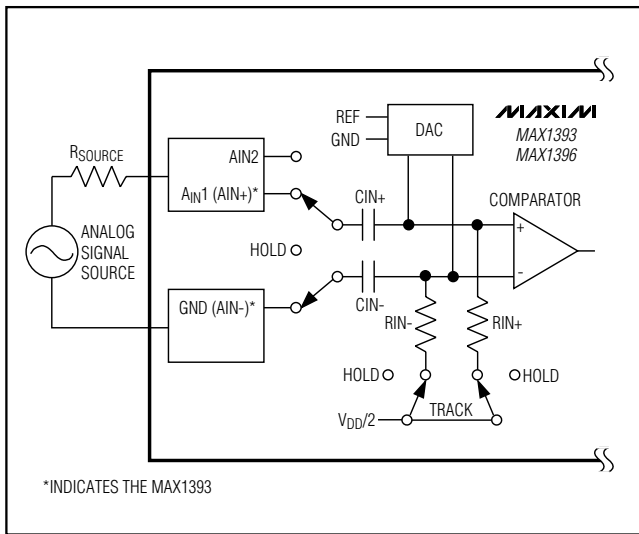 MAXIM
MAX1393
MAX1396
REF
GND
DAC
RSOURCE
AIN2
AIN1 (AIN+)*
CIN+
COMPARATOR
+
-
ANALOG
SIGNAL
SOURCE
HOLD
GND (AIN-)*
CIN-
RIN-
RIN+
HOLD
HOLD
VDD/2
TRACK
*INDICATES THE MAX1393